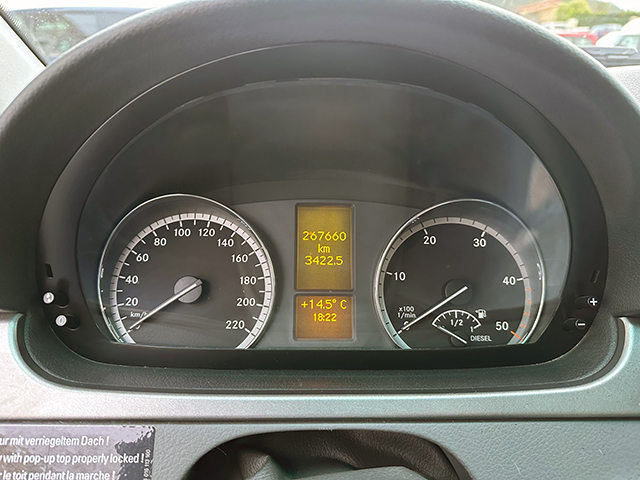 20
40
60
80
100
120
140
160
180
200
220
km/h
267660
km
3422.5
+14.5° C
18:22
10
20
30
40
50
x100
1/min
1/2
DIESEL
+
−
0
ur mit verriegeltem Dach !
with pop-up top properly locked !
r le toit pendant la marche !